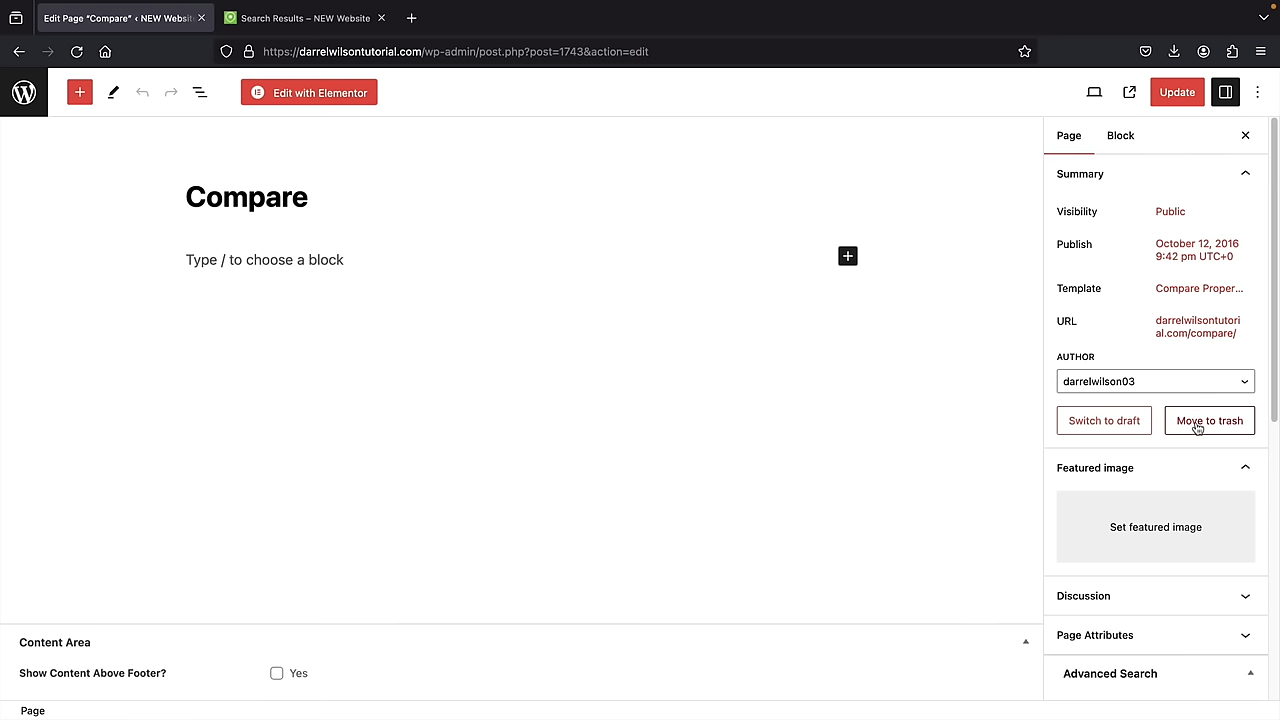 Edit Page "Compare" ‹ NEW Websit
Search Results – NEW Website
https://darrelwilsontutorial.com/wp-admin/post.php?post=1743&action=edit
Edit with Elementor
Update
Page
Block
Compare
Type / to choose a block
Summary
Visibility
Public
Publish
October 12, 2016
9:42 pm UTC+0
Template
Compare Proper...
URL
darrelwilsontutori
al.com/compare/
AUTHOR
darrelwilson03
Switch to draft
Move to trash
Featured image
Set featured image
Discussion
Page Attributes
Advanced Search
Content Area
Show Content Above Footer?
Yes
Page